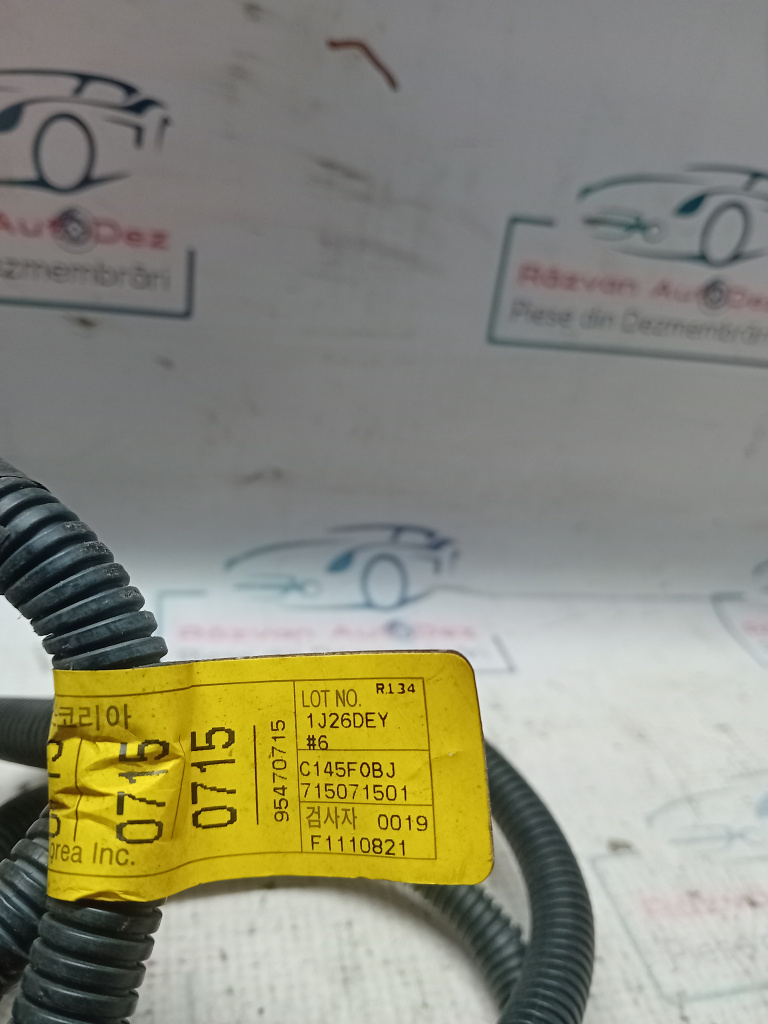 AutoDez
ezmembrări
Răzvan AutoDez
Piese din Dezmembrări
Răzvan AutoDez
코리아
0715
0715
95470715
orea Inc.
LOT NO. R134
1J26DEY
#6
C145F0BJ
715071501
검사자 0019
F1110821